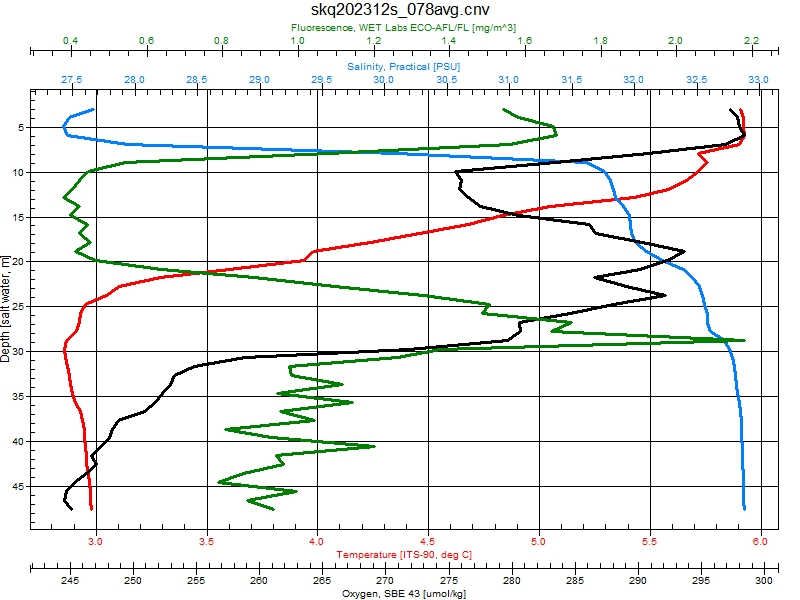 skq202312s_078avg.cnv
Fluorescence, WET Labs ECO-AFL/FL [mg/m^3]
0.4 0.6 0.8 1.0 1.2 1.4 1.6 1.8 2.0 2.2
Salinity, Practical [PSU]
27.5 28.0 28.5 29.0 29.5 30.0 30.5 31.0 31.5 32.0 32.5 33.0
5
10
15
20
25
30
35
40
45
Depth [salt water, m]
3.0 3.5 4.0 4.5 5.0 5.5 6.0
Temperature [ITS-90, deg C]
245 250 255 260 265 270 275 280 285 290 295 300
Oxygen, SBE 43 [umol/kg]